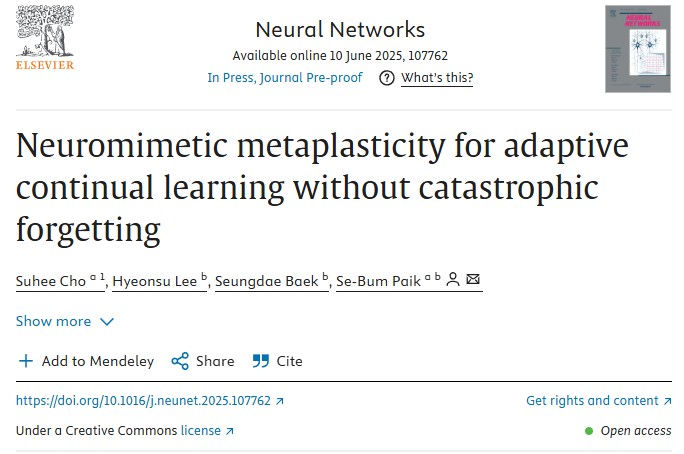 ELSEVIER
Neural Networks
Available online 10 June 2025, 107762
In Press, Journal Pre-proof ? What's this?
NEURAL
NETWORKS
Neuromimetic metaplasticity for adaptive
continual learning without catastrophic
forgetting
Suhee Cho a 1, Hyeonsu Lee b, Seungdae Baek b, Se-Bum Paik a b
Show more
Add to Mendeley Share Cite
https://doi.org/10.1016/j.neunet.2025.107762 Get rights and content
Under a Creative Commons license Open access